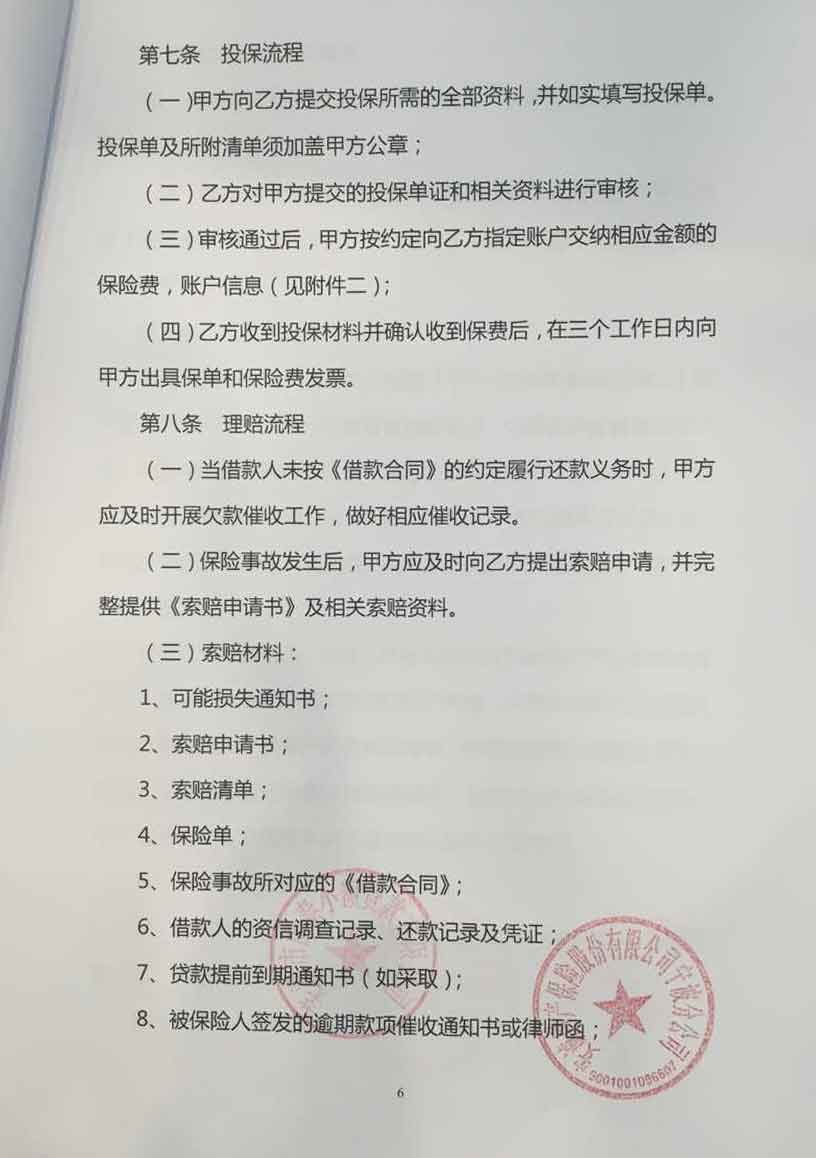 第七条　投保流程
（一）甲方向乙方提交投保所需的全部资料，并如实填写投保单。
投保单及所附清单须加盖甲方公章；
（二）乙方对甲方提交的投保单证和相关资料进行审核；
（三）审核通过后，甲方按约定向乙方指定账户交纳相应金额的
保险费，账户信息（见附件二）；
（四）乙方收到投保材料并确认收到保费后，在三个工作日内向
甲方出具保单和保险费发票。
第八条　理赔流程
（一）当借款人未按《借款合同》的约定履行还款义务时，甲方
应及时开展欠款催收工作，做好相应催收记录。
（二）保险事故发生后，甲方应及时向乙方提出索赔申请，并完
整提供《索赔申请书》及相关索赔资料。
（三）索赔材料：
1、可能损失通知书；
2、索赔申请书；
3、索赔清单；
4、保险单；
5、保险事故所对应的《借款合同》；
6、借款人的资信调查记录、还款记录及凭证；
7、贷款提前到期通知书（如采取）；
8、被保险人签发的逾期款项催收通知书或律师函；
产保险股份有限公司宁波分公司
6